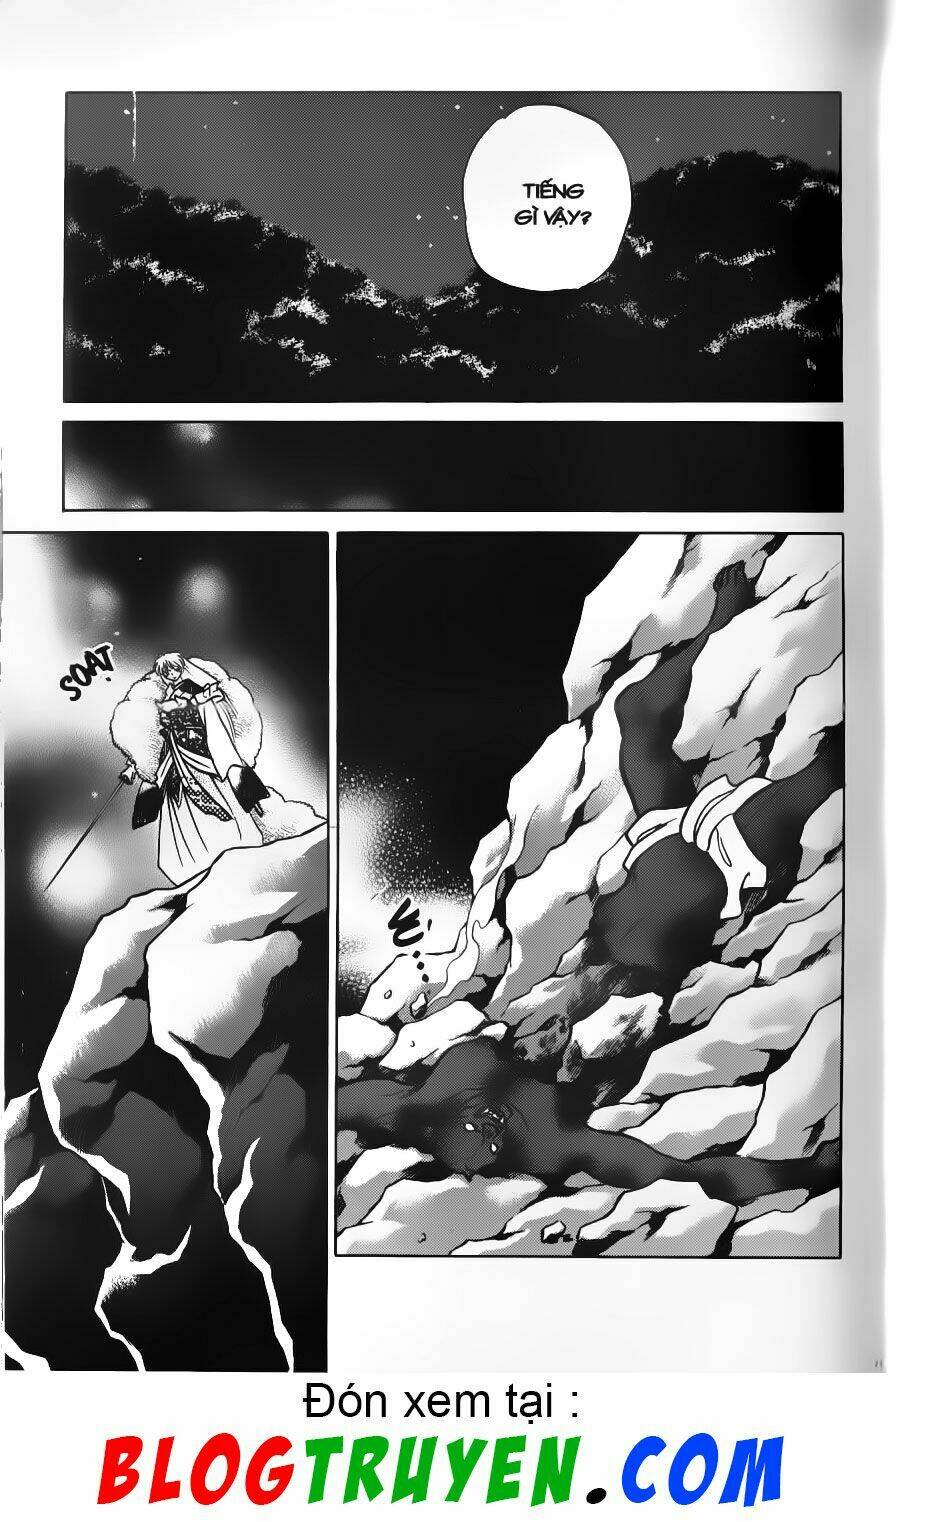 TIẾNG
GÌ VẬY?
SOẠT
Đón xem tại :
BLOGTRUYEN.COM